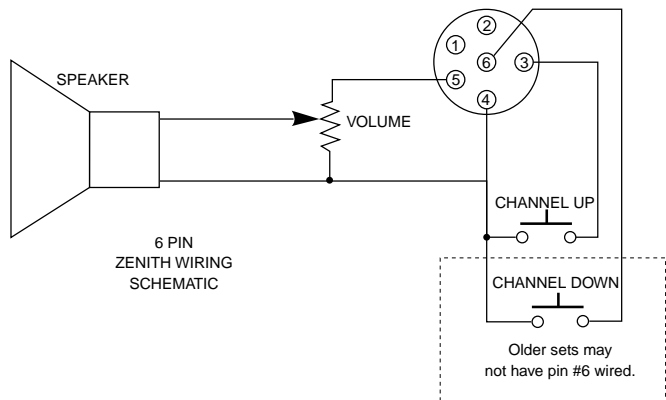 2
1
6
3
5
4
SPEAKER
VOLUME
CHANNEL UP
6 PIN
ZENITH WIRING
SCHEMATIC
CHANNEL DOWN
Older sets may
not have pin #6 wired.